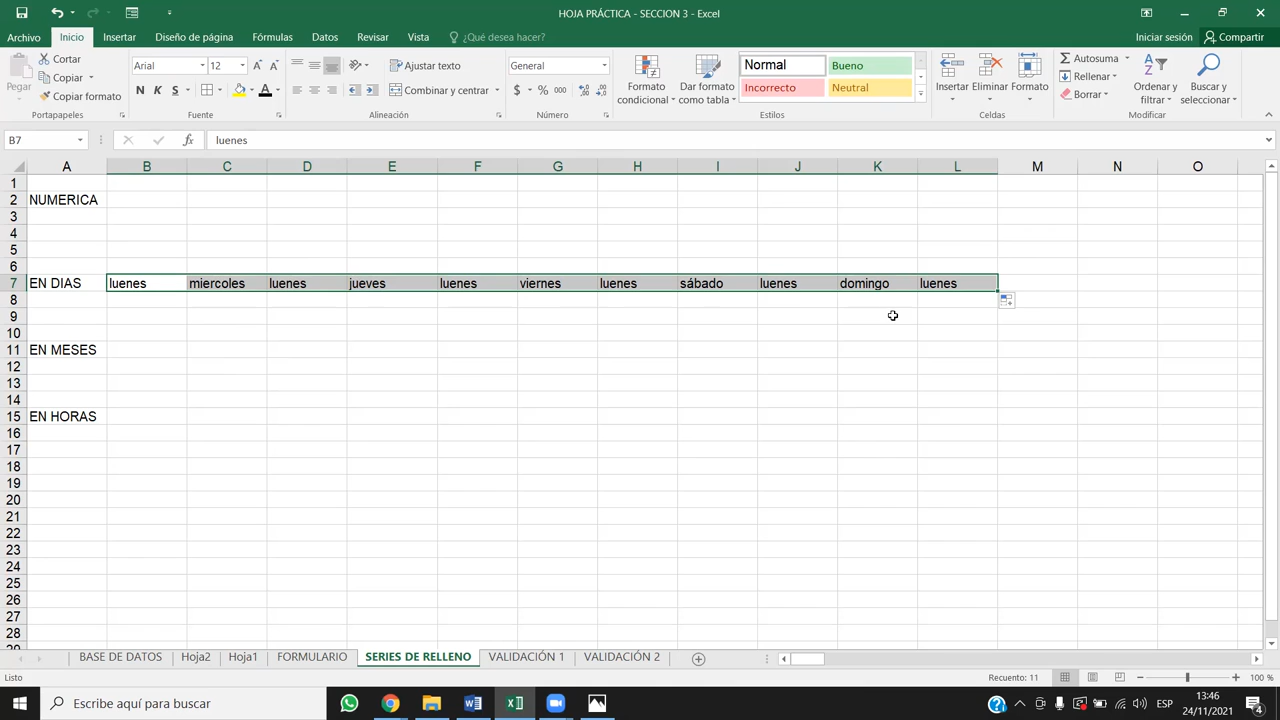 HOJA PRÁCTICA - SECCION 3 - Excel
Archivo Inicio Insertar Diseño de página Fórmulas Datos Revisar Vista ¿Qué desea hacer? Iniciar sesión Compartir
Pegar Cortar Copiar Copiar formato Portapapeles
Arial 12 N K S A Fuente
Ajustar texto Combinar y centrar Alineación
General $ % 000 Número
Formato condicional Dar formato como tabla Normal Bueno Incorrecto Neutral Estilos
Insertar Eliminar Formato Celdas
Autosuma Rellenar Borrar Ordenar y filtrar Buscar y seleccionar Modificar
B7 fx luenes
A B C D E F G H I J K L M N O
1
2 NUMERICA
3
4
5
6
7 EN DIAS luenes miercoles luenes jueves luenes viernes luenes sábado luenes domingo luenes
8
9
10
11 EN MESES
12
13
14
15 EN HORAS
16
17
18
19
20
21
22
23
24
25
26
27
28
29
BASE DE DATOS Hoja2 Hoja1 FORMULARIO SERIES DE RELLENO VALIDACIÓN 1 VALIDACIÓN 2
Listo Recuento: 11 100 %
Escribe aquí para buscar ESP 13:46
24/11/2021